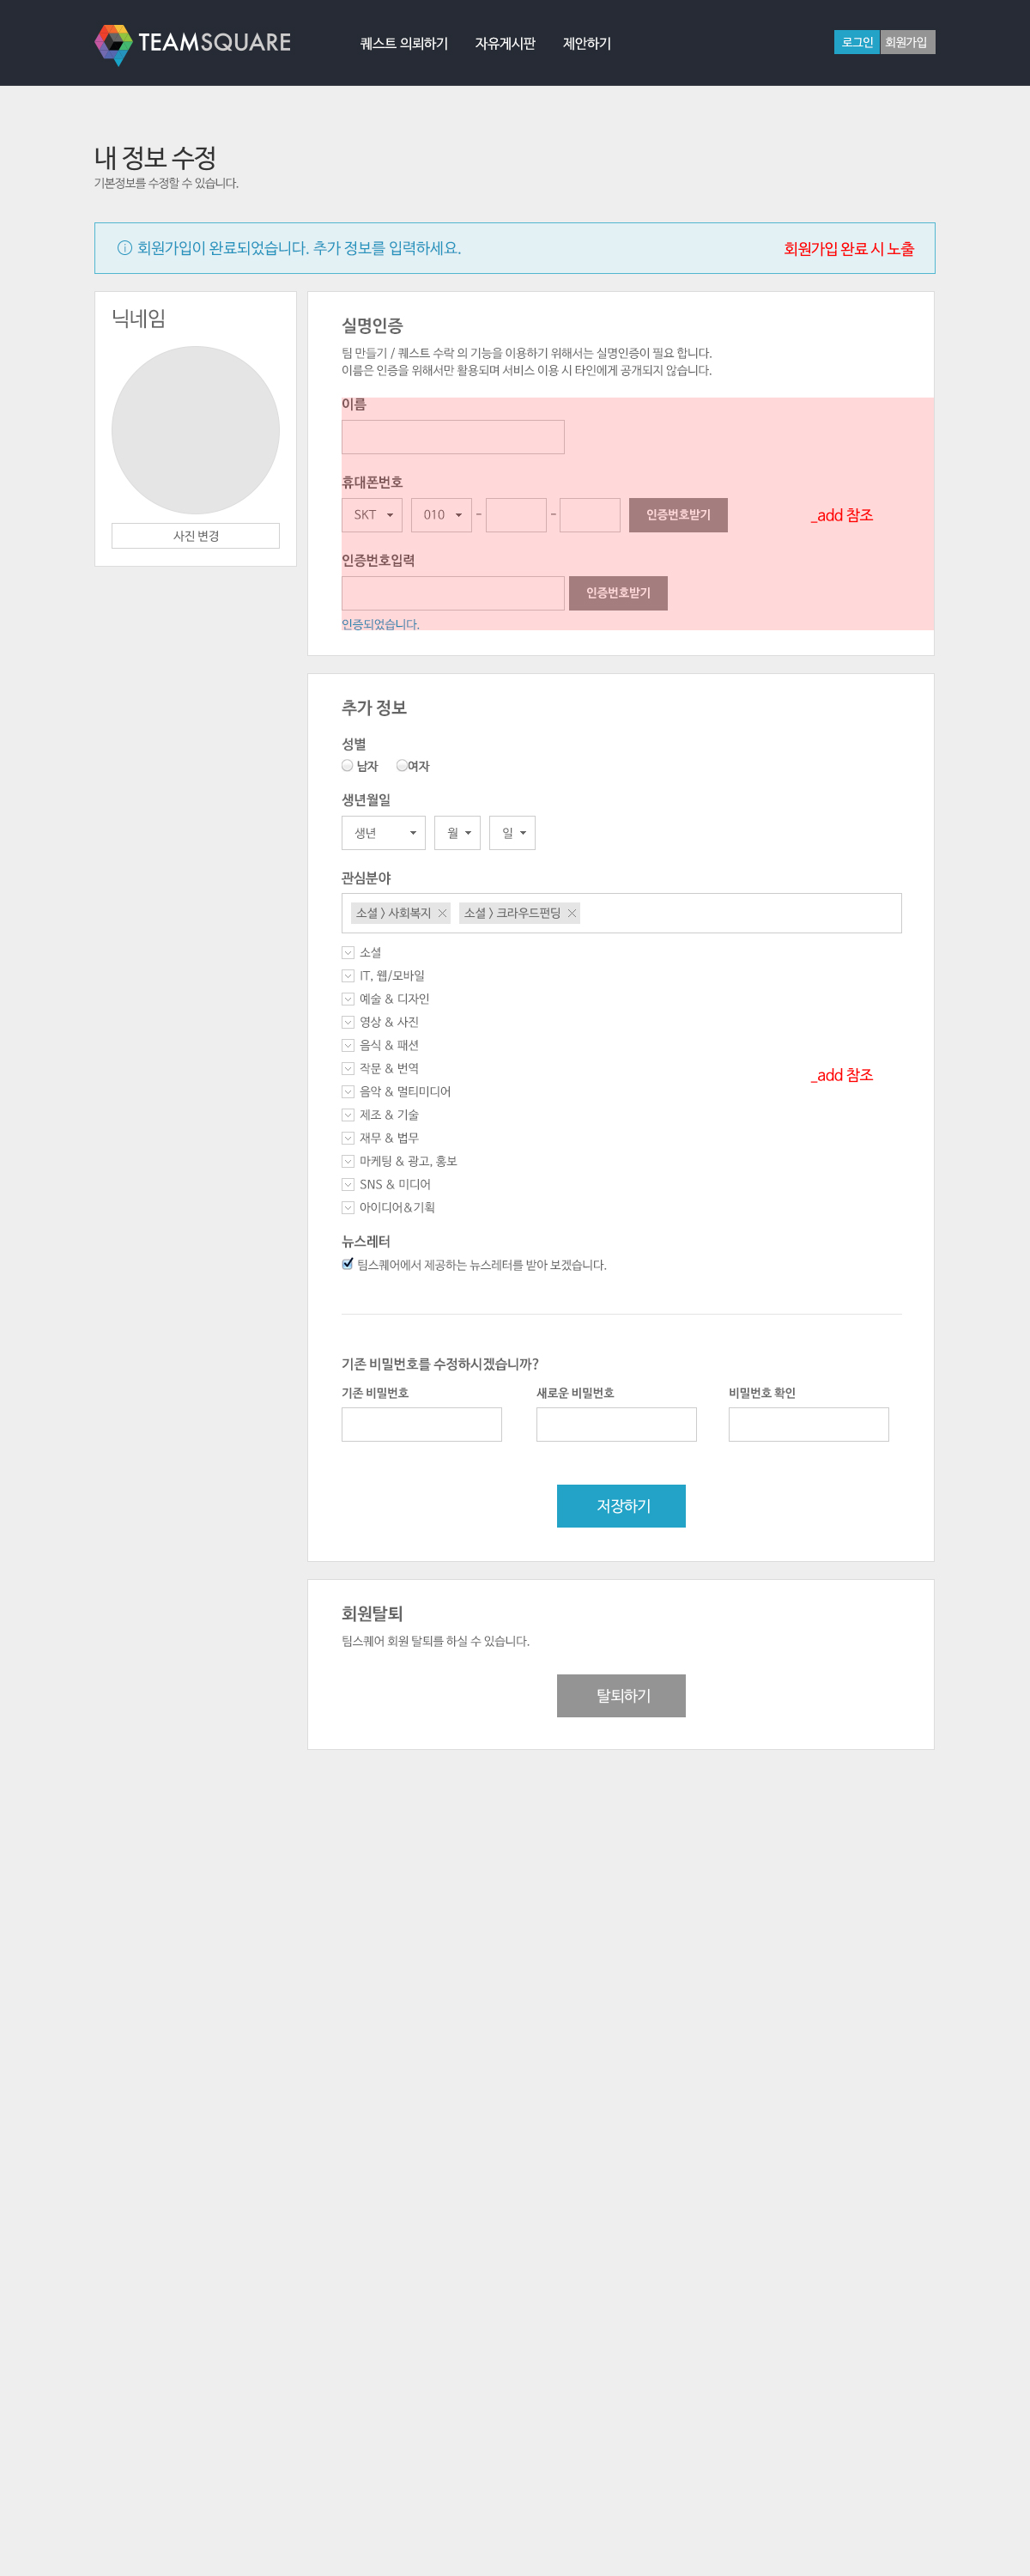 TEAMSQUARE 퀘스트 의뢰하기 자유게시판 제안하기 로그인 회원가입
내 정보 수정
기본정보를 수정할 수 있습니다.
회원가입이 완료되었습니다. 추가 정보를 입력하세요. 회원가입 완료 시 노출
닉네임
사진 변경
실명인증
팀 만들기 / 퀘스트 수락 의 기능을 이용하기 위해서는 실명인증이 필요 합니다.
이름은 인증을 위해서만 활용되며 서비스 이용 시 타인에게 공개되지 않습니다.
이름
휴대폰번호
SKT 010 - - 인증번호받기 _add 참조
인증번호입력
인증번호받기
인증되었습니다.
추가 정보
성별
남자 여자
생년월일
생년 월 일
관심분야
소셜 > 사회복지 소셜 > 크라우드펀딩
소셜
IT, 웹/모바일
예술 & 디자인
영상 & 사진
음식 & 패션
작문 & 번역
_add 참조
음악 & 멀티미디어
제조 & 기술
재무 & 법무
마케팅 & 광고, 홍보
SNS & 미디어
아이디어&기획
뉴스레터
팀스퀘어에서 제공하는 뉴스레터를 받아 보겠습니다.
기존 비밀번호를 수정하시겠습니까?
기존 비밀번호 새로운 비밀번호 비밀번호 확인
저장하기
회원탈퇴
팀스퀘어 회원 탈퇴를 하실 수 있습니다.
탈퇴하기